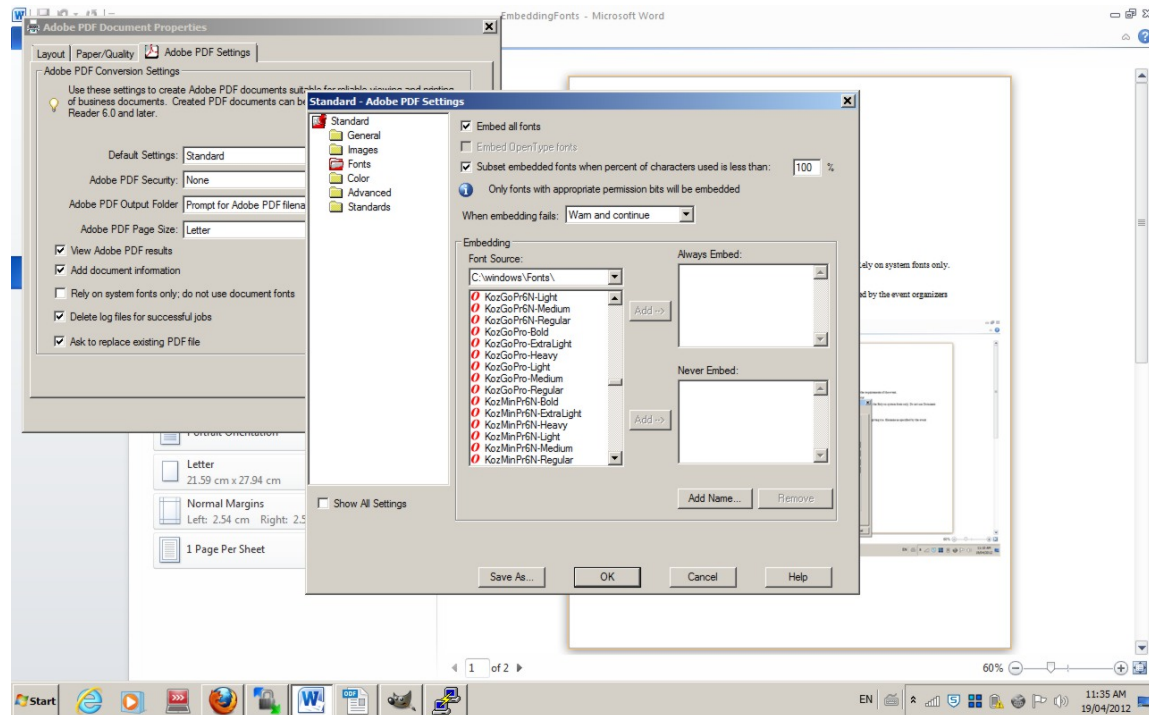 EmbeddingFonts - Microsoft Word
Adobe PDF Document Properties
Layout
Paper/Quality
Adobe PDF Settings
Adobe PDF Conversion Settings
Use these settings to create Adobe PDF documents suitable for reliable viewing and printing
of business documents. Created PDF documents can be
Reader 6.0 and later.
Default Settings: Standard
Adobe PDF Security: None
Adobe PDF Output Folder Prompt for Adobe PDF filena
Adobe PDF Page Size: Letter
View Adobe PDF results
Add document information
Rely on system fonts only; do not use document fonts
Delete log files for successful jobs
Ask to replace existing PDF file
Standard - Adobe PDF Settings
Standard
General
Images
Fonts
Color
Advanced
Standards
Show All Settings
Embed all fonts
Embed OpenType fonts
Subset embedded fonts when percent of characters used is less than: 100 %
Only fonts with appropriate permission bits will be embedded
When embedding fails: Warn and continue
Embedding
Font Source:
C:\windows\Fonts\
KozGoPr6N-Light
KozGoPr6N-Medium
KozGoPr6N-Regular
KozGoPro-Bold
KozGoPro-ExtraLight
KozGoPro-Heavy
KozGoPro-Light
KozGoPro-Medium
KozGoPro-Regular
KozMinPr6N-Bold
KozMinPr6N-ExtraLight
KozMinPr6N-Heavy
KozMinPr6N-Light
KozMinPr6N-Medium
KozMinPr6N-Regular
Add -->
Add -->
Always Embed:
Never Embed:
Add Name...
Remove
Save As...
OK
Cancel
Help
ely on system fonts only.
ed by the event organizers
Portrait Orientation
Letter
21.59 cm x 27.94 cm
Normal Margins
Left: 2.54 cm Right: 2.5
1 Page Per Sheet
1 of 2
60%
Start
EN
11:35 AM
19/04/2012